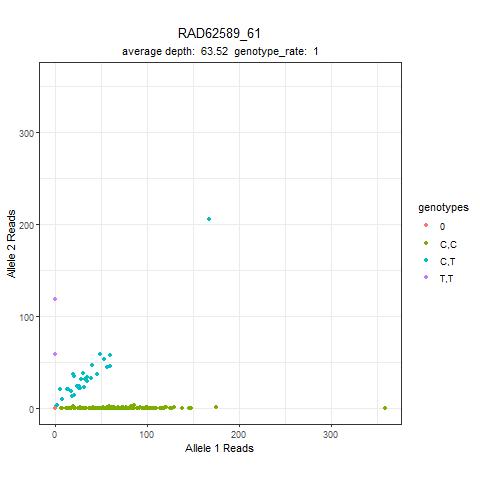 RAD62589_61
average depth: 63.52 genotype_rate: 1
Allele 2 Reads
300
200
100
0
0 100 200 300
Allele 1 Reads
genotypes
0
C,C
C,T
T,T